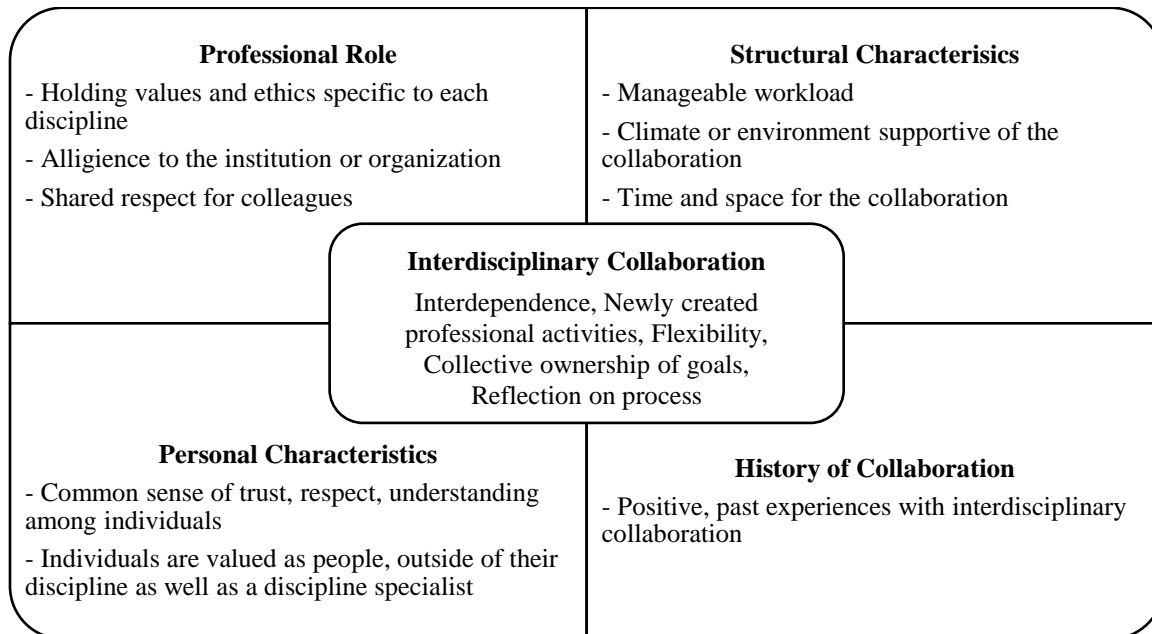 Professional Role
- Holding values and ethics specific to each
discipline
- Alligience to the institution or organization
- Shared respect for colleagues
Structural Characterisics
- Manageable workload
- Climate or environment supportive of the
collaboration
- Time and space for the collaboration
Interdisciplinary Collaboration
Interdependence, Newly created
professional activities, Flexibility,
Collective ownership of goals,
Reflection on process
Personal Characteristics
- Common sense of trust, respect, understanding
among individuals
- Individuals are valued as people, outside of their
discipline as well as a discipline specialist
History of Collaboration
- Positive, past experiences with interdisciplinary
collaboration